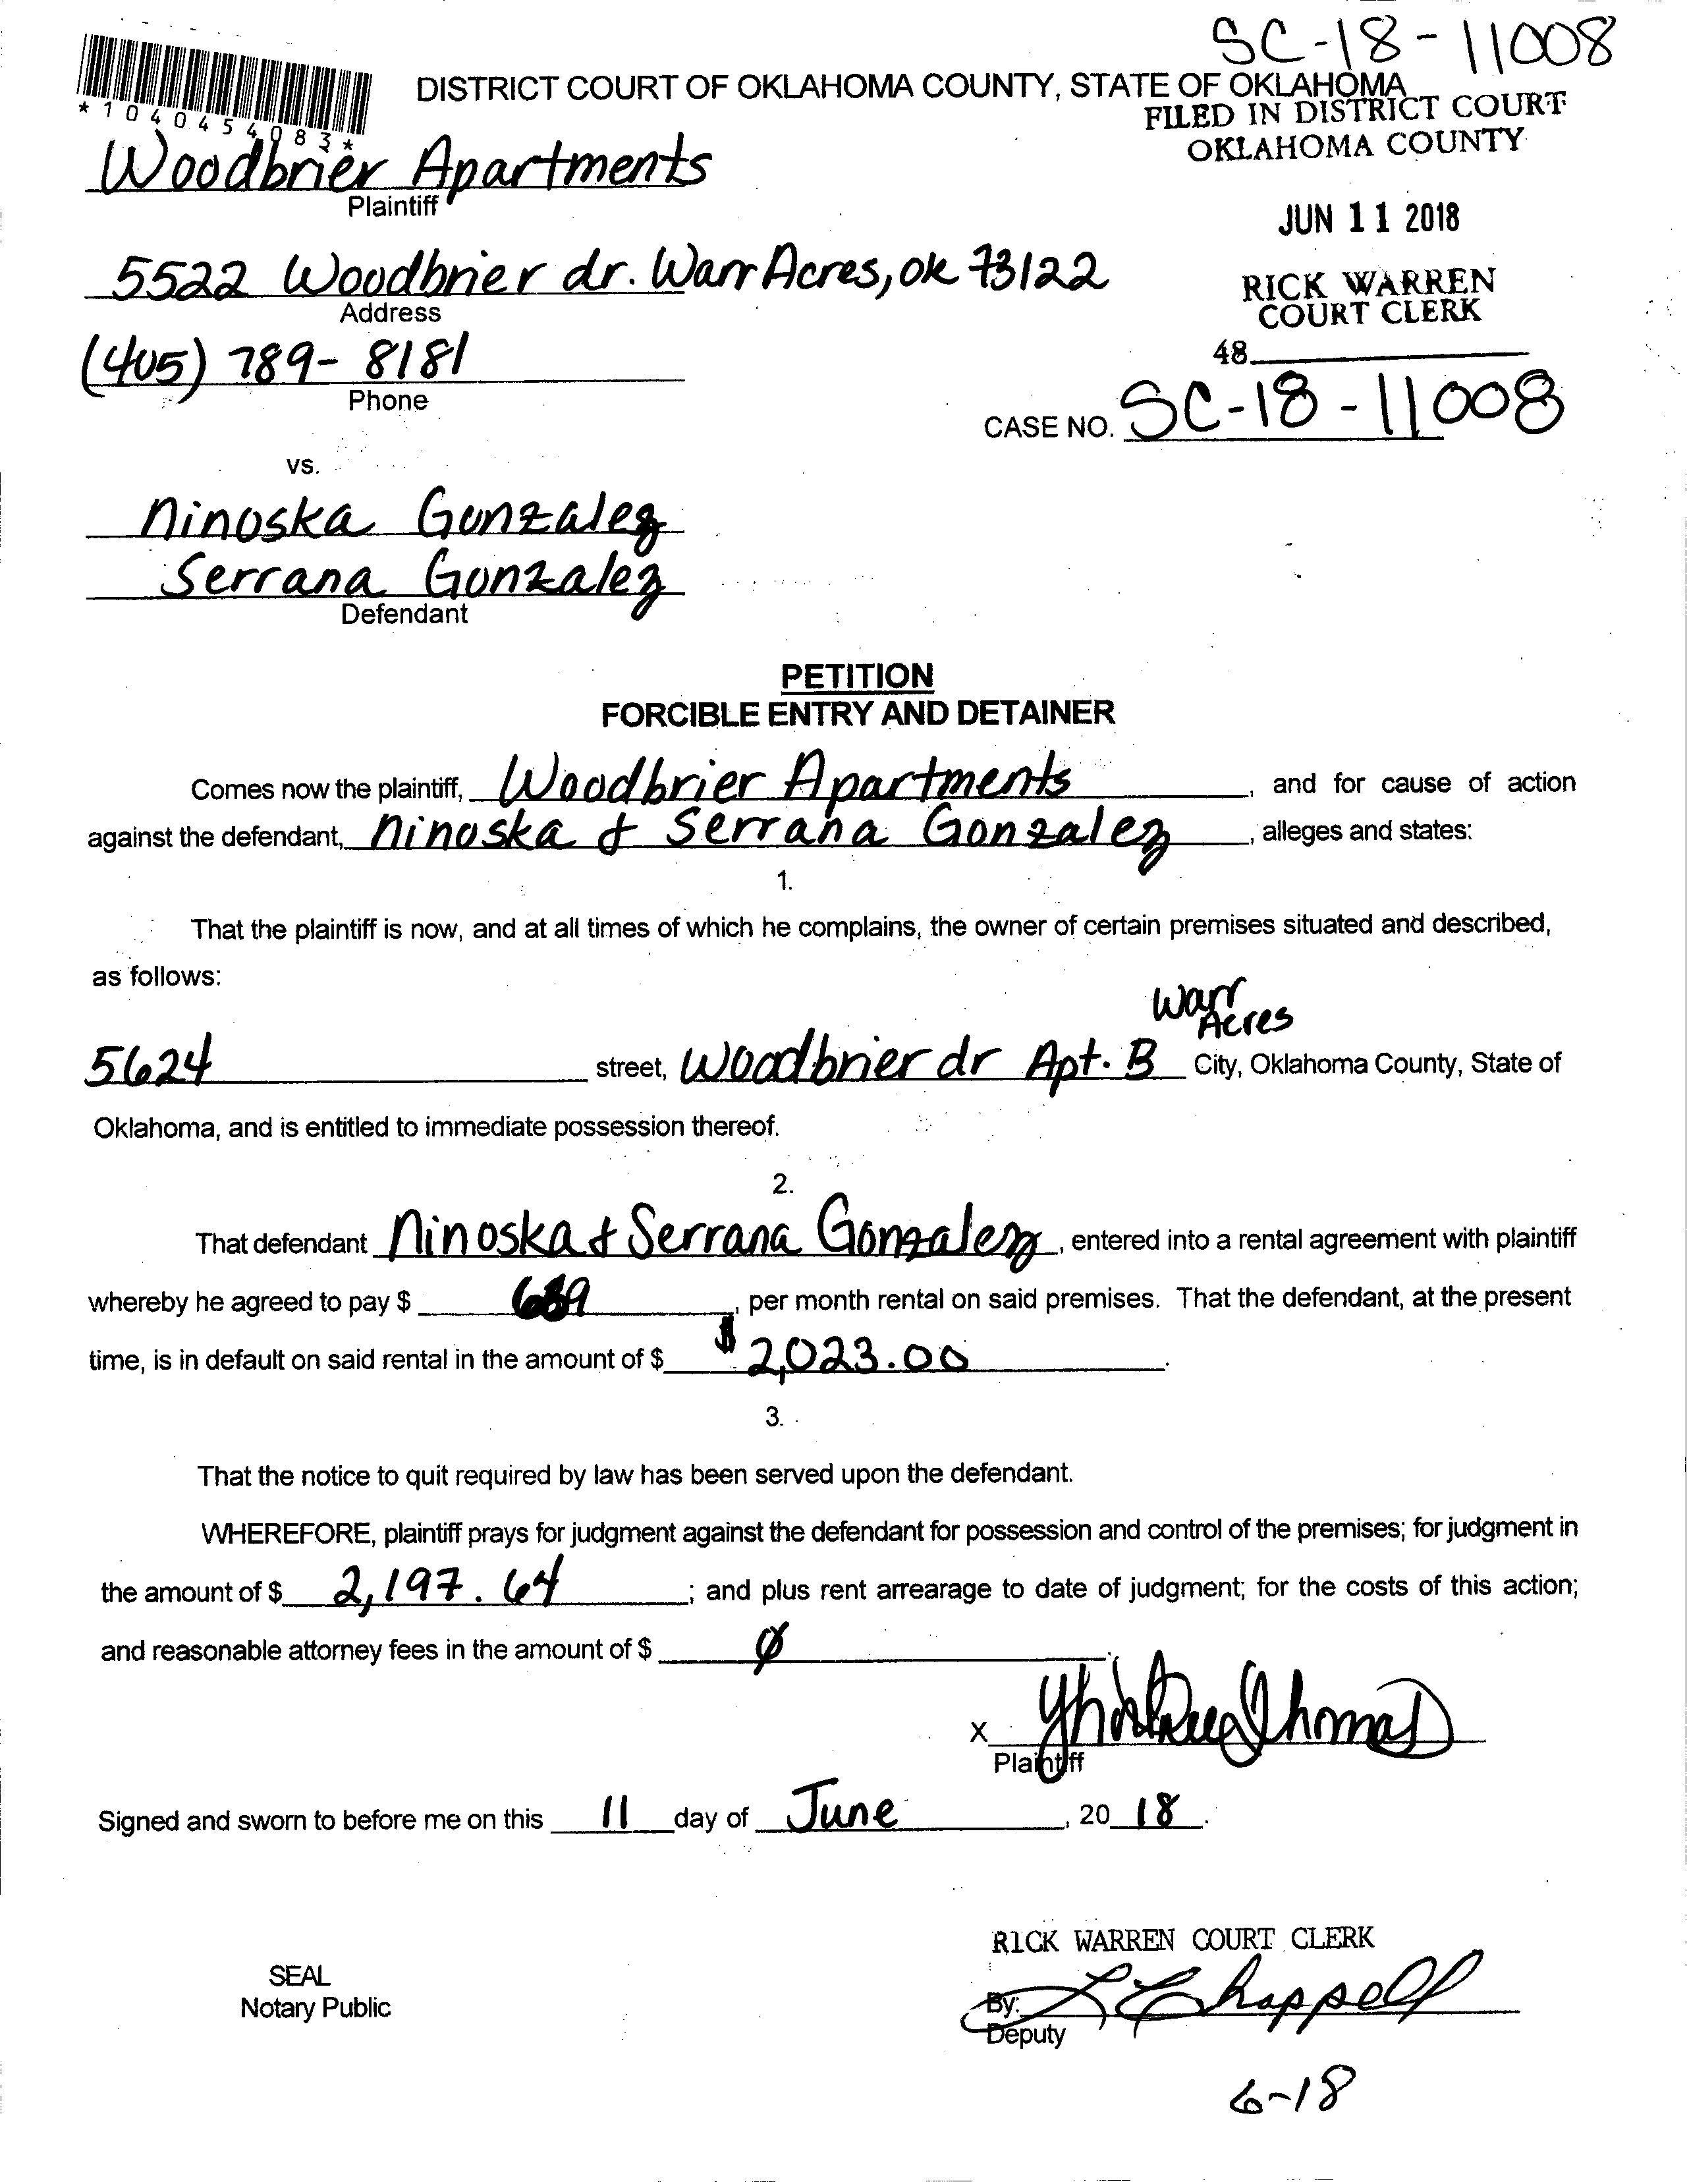 SC-18-11008
DISTRICT COURT OF OKLAHOMA COUNTY, STATE OF OKLAHOMA
*1040454083*
FILED IN DISTRICT COURT
OKLAHOMA COUNTY
Woodbrier Apartments
Plaintiff
JUN 11 2018
5522 Woodbrier dr. Warr Acres, ok 73122
Address
RICK WARREN
COURT CLERK
(405) 789-8181
Phone
48
CASE NO. SC-18-11008
vs.
Ninoska Gonzalez
Serrana Gonzalez
Defendant
PETITION
FORCIBLE ENTRY AND DETAINER
Comes now the plaintiff, Woodbrier Apartments, and for cause of action
against the defendant, Ninoska & Serrana Gonzalez, alleges and states:
1.
That the plaintiff is now, and at all times of which he complains, the owner of certain premises situated and described,
as follows:
Warr
Acres
5624 street, Woodbrier dr Apt. B City, Oklahoma County, State of
Oklahoma, and is entitled to immediate possession thereof.
2.
That defendant Ninoska & Serrana Gonzalez, entered into a rental agreement with plaintiff
whereby he agreed to pay $ , per month rental on said premises. That the defendant, at the present
time, is in default on said rental in the amount of $ $2,023.00.
3.
That the notice to quit required by law has been served upon the defendant.
WHEREFORE, plaintiff prays for judgment against the defendant for possession and control of the premises; for judgment in
the amount of $ 2,197.64; and plus rent arrearage to date of judgment; for the costs of this action;
and reasonable attorney fees in the amount of $ Ø.
X
Plaintiff
Signed and sworn to before me on this 11 day of June, 20 18.
RICK WARREN COURT CLERK
SEAL
Notary Public
By: L Chappell
Deputy
6-18